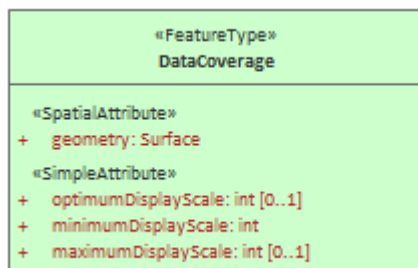 «FeatureType»
DataCoverage
«SpatialAttribute»
+ geometry: Surface
«SimpleAttribute»
+ optimumDisplayScale: int [0..1]
+ minimumDisplayScale: int
+ maximumDisplayScale: int [0..1]